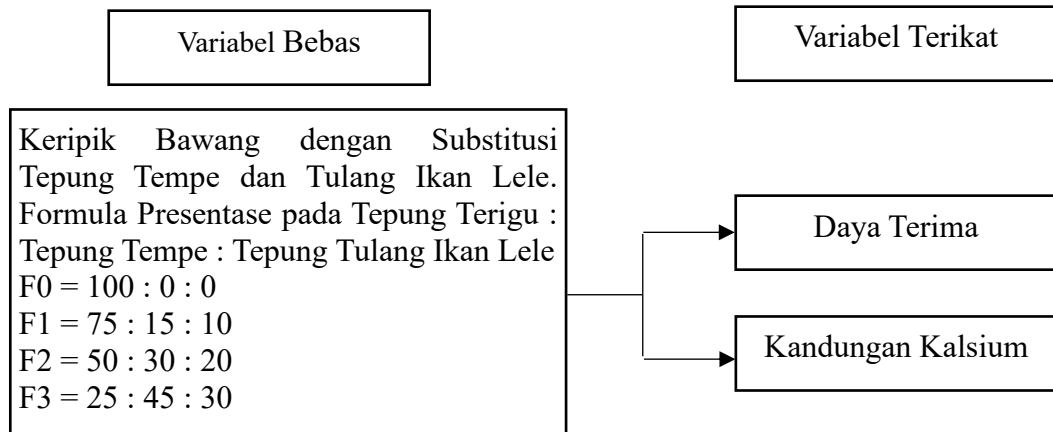 Variabel Bebas
Variabel Terikat
Keripik Bawang dengan Substitusi
Tepung Tempe dan Tulang Ikan Lele.
Formula Presentase pada Tepung Terigu :
Tepung Tempe : Tepung Tulang Ikan Lele
F0 = 100 : 0 : 0
F1 = 75 : 15 : 10
F2 = 50 : 30 : 20
F3 = 25 : 45 : 30
Daya Terima
Kandungan Kalsium